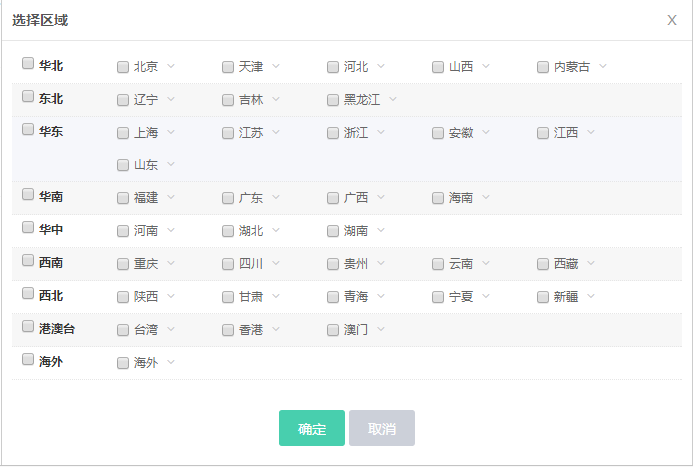 选择区域 X
华北 北京 天津 河北 山西 内蒙古
东北 辽宁 吉林 黑龙江
华东 上海 江苏 浙江 安徽 江西
山东
华南 福建 广东 广西 海南
华中 河南 湖北 湖南
西南 重庆 四川 贵州 云南 西藏
西北 陕西 甘肃 青海 宁夏 新疆
港澳台 台湾 香港 澳门
海外 海外
确定 取消